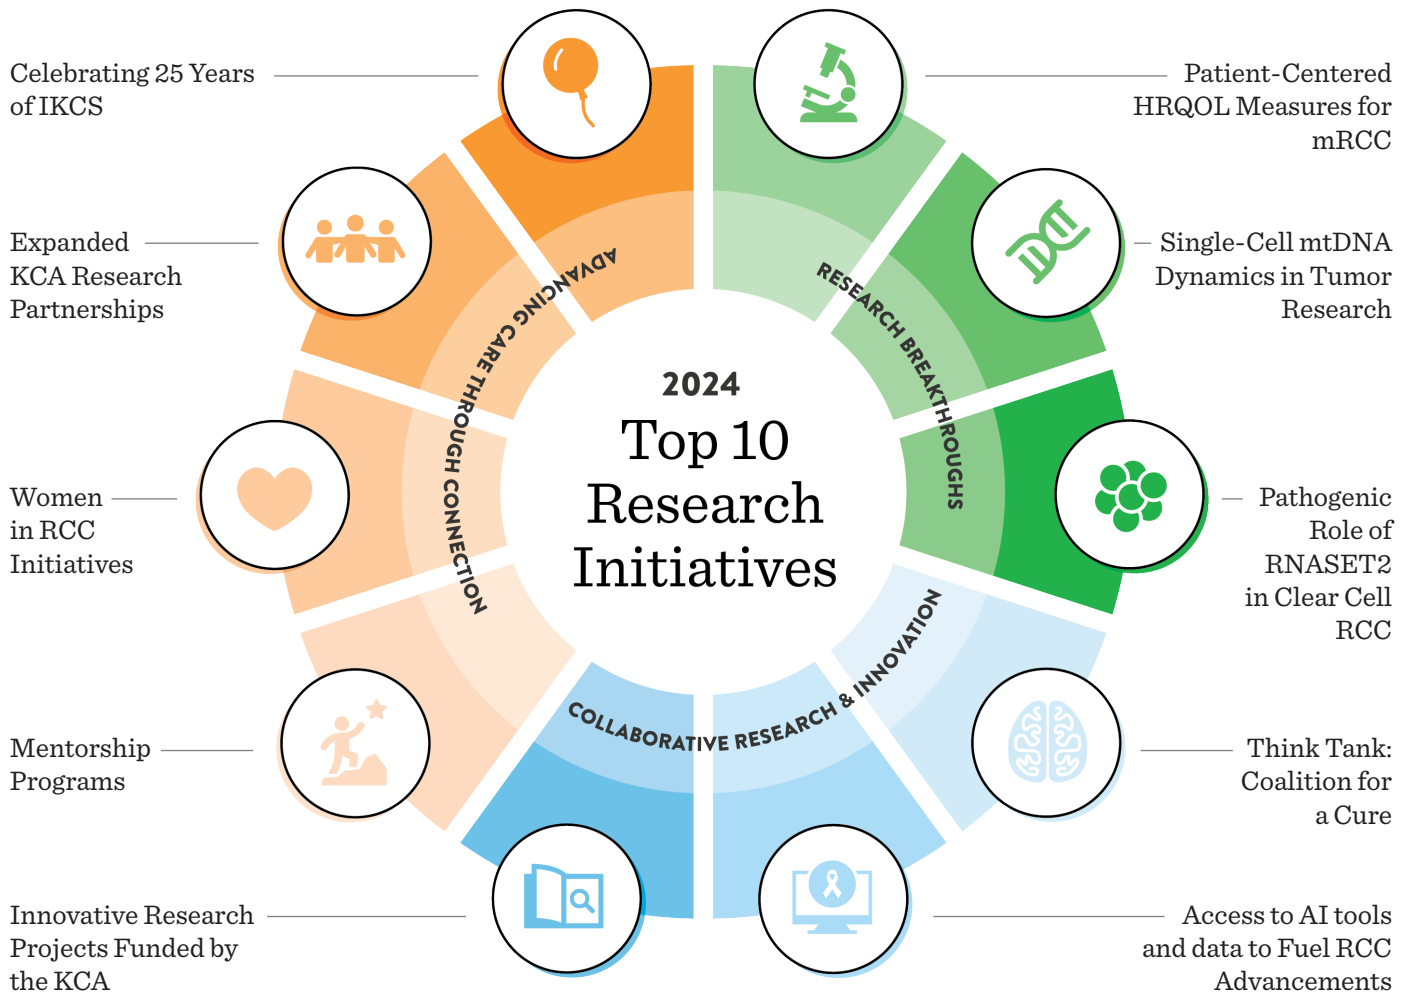 2024
Top 10
Research
Initiatives
RESEARCH BREAKTHROUGHS
Patient-Centered
HRQOL Measures for
mRCC
Single-Cell mtDNA
Dynamics in Tumor
Research
Pathogenic
Role of
RNASET2
in Clear Cell
RCC
COLLABORATIVE RESEARCH & INNOVATION
Think Tank:
Coalition for
a Cure
Access to AI tools
and data to Fuel RCC
Advancements
Innovative Research
Projects Funded by
the KCA
ADVANCING CARE THROUGH CONNECTION
Mentorship
Programs
Women
in RCC
Initiatives
Expanded
KCA Research
Partnerships
Celebrating 25 Years
of IKCS